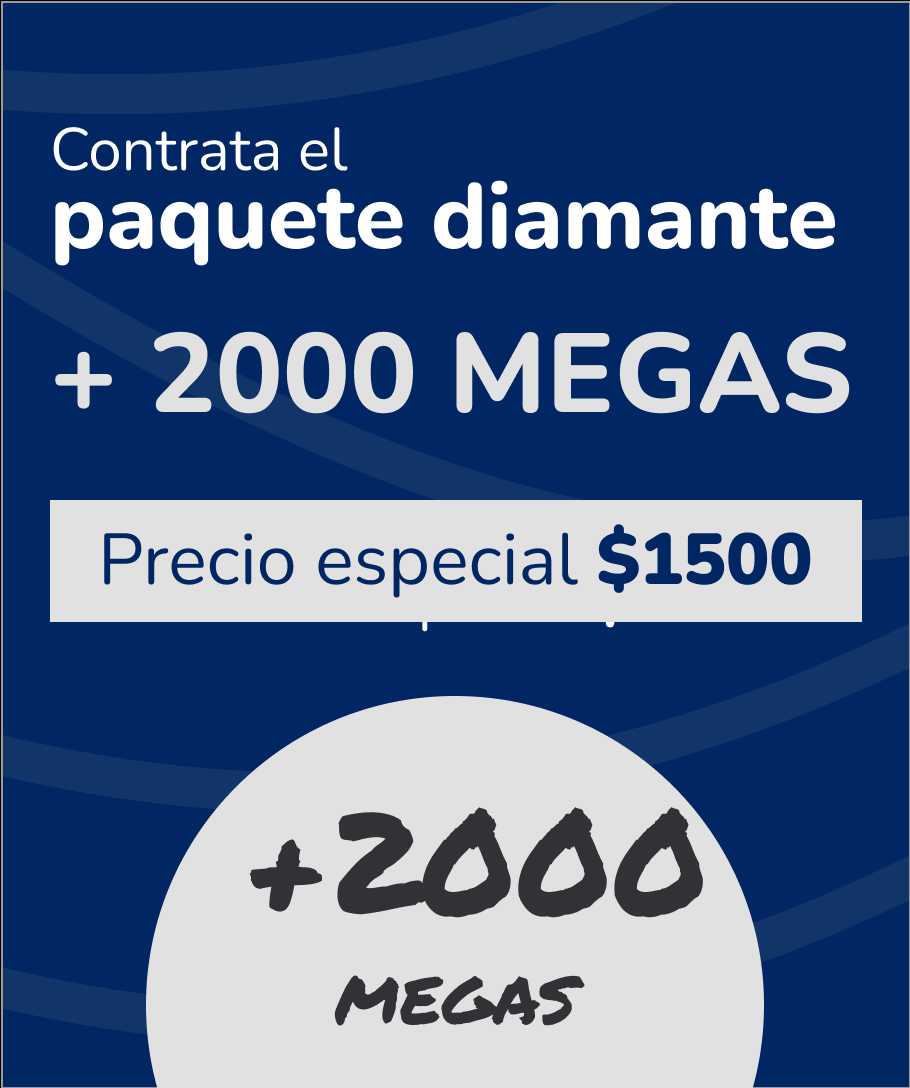 Contrata el
paquete diamante
+ 2000 MEGAS
Precio especial $1500
+2000
MEGAS